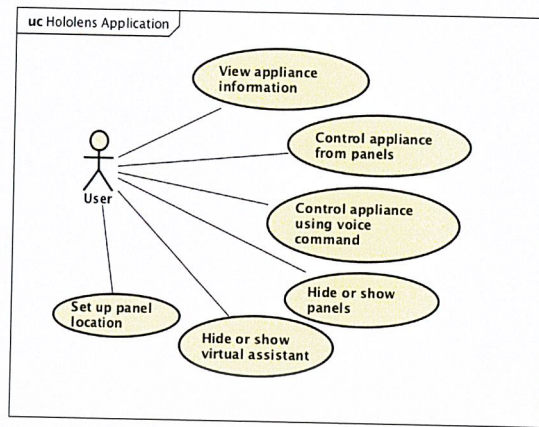 uc Hololens Application
View appliance
information
Control appliance
from panels
User
Control appliance
using voice
command
Hide or show
panels
Set up panel
location
Hide or show
virtual assistant